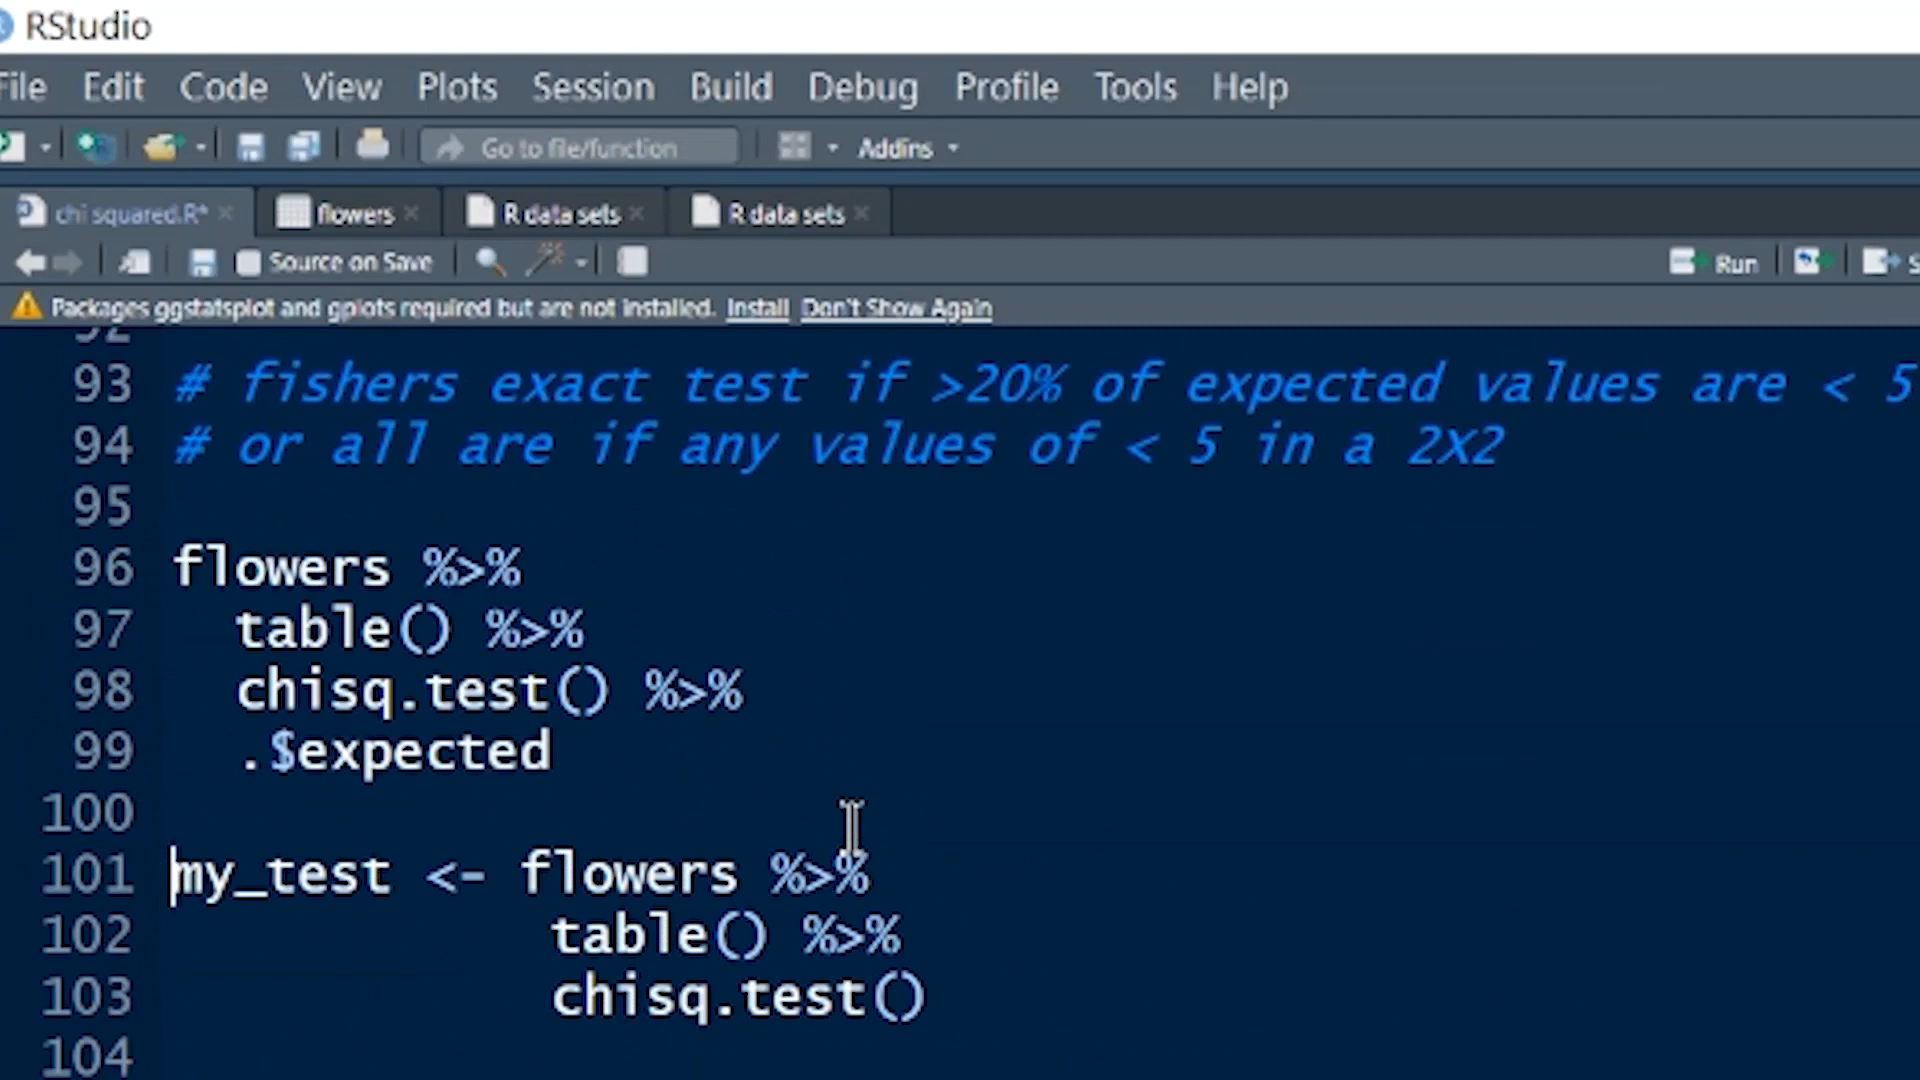 RStudio
File Edit Code View Plots Session Build Debug Profile Tools Help
Go to file/function Addins
chi squared.R* flowers R data sets R data sets
Source on Save Run
Packages ggstatsplot and gplots required but are not installed. Install Don't Show Again
92
93 # fishers exact test if >20% of expected values are < 5
94 # or all are if any values of < 5 in a 2X2
95
96 flowers %>%
97 table() %>%
98 chisq.test() %>%
99 .$expected
100
101 my_test <- flowers %>%
102 table() %>%
103 chisq.test()
104